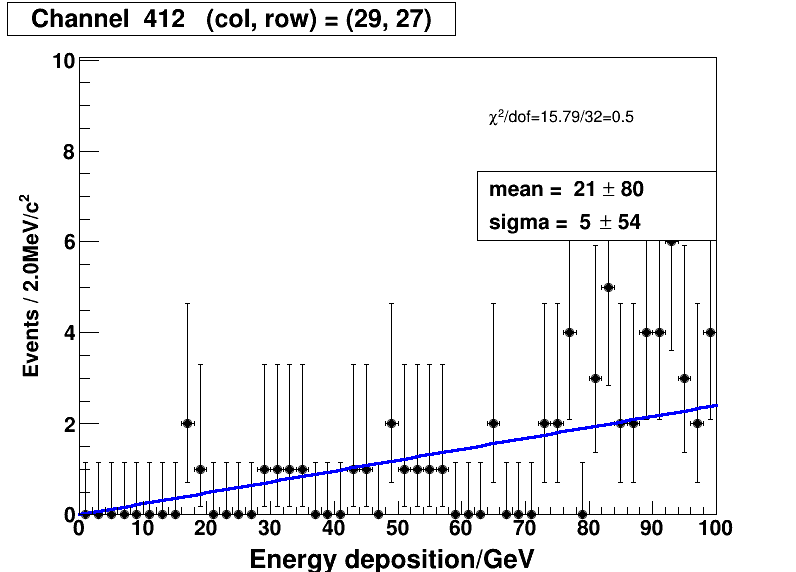 Channel 412 (col, row) = (29, 27)
χ²/dof=15.79/32=0.5
mean = 21 ± 80
sigma = 5 ± 54
Events / 2.0MeV/c²
10
8
6
4
2
0
0 10 20 30 40 50 60 70 80 90 100
Energy deposition/GeV